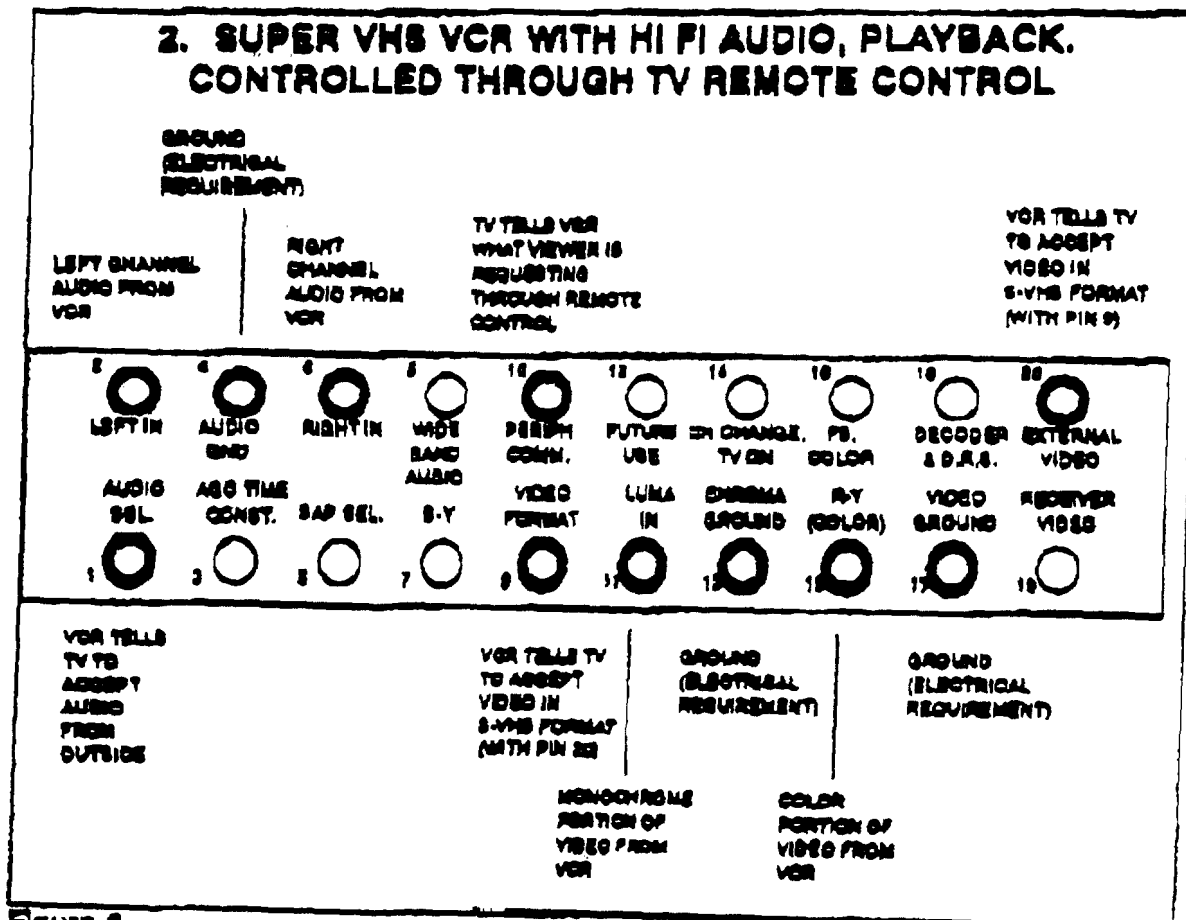 2. SUPER VHS VCR WITH HI FI AUDIO, PLAYBACK.
CONTROLLED THROUGH TV REMOTE CONTROL
GROUND
(ELECTRICAL
REQUIREMENT)
LEFT CHANNEL
AUDIO FROM
VCR
RIGHT
CHANNEL
AUDIO FROM
VCR
TV TELLS VCR
WHAT VIEWER IS
REQUESTING
THROUGH REMOTE
CONTROL
VCR TELLS TV
TO ACCEPT
VIDEO IN
S-VHS FORMAT
(WITH PIN 9)
2 4 6 8 10 12 14 16 18 20
LEFT IN AUDIO RIGHT IN WIDE PERIPH FUTURE CH CHANGE, PB. DECODER EXTERNAL
GND BAND COMM. USE TV ON COLOR & D.R.S. VIDEO
AUDIO
AUDIO AGC TIME VIDEO LUMA CHROMA R-Y VIDEO RECEIVER
SEL. CONST. SAP SEL. B-Y FORMAT IN GROUND (COLOR) GROUND VIDEO
1 3 5 7 9 11 13 15 17 19
VCR TELLS
TV TO
ACCEPT
AUDIO
FROM
OUTSIDE
VCR TELLS TV
TO ACCEPT
VIDEO IN
S-VHS FORMAT
(WITH PIN 20)
GROUND
(ELECTRICAL
REQUIREMENT)
GROUND
(ELECTRICAL
REQUIREMENT)
MONOCHROME
PORTION OF
VIDEO FROM
VCR
COLOR
PORTION OF
VIDEO FROM
VCR